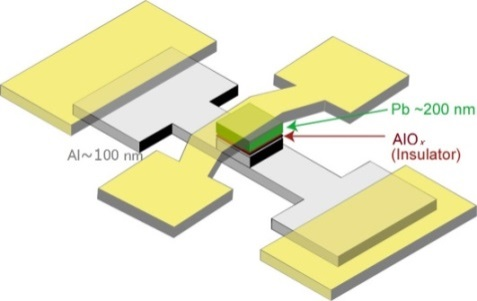 Pb ~200 nm
AlOₓ
(Insulator)
Al~100 nm